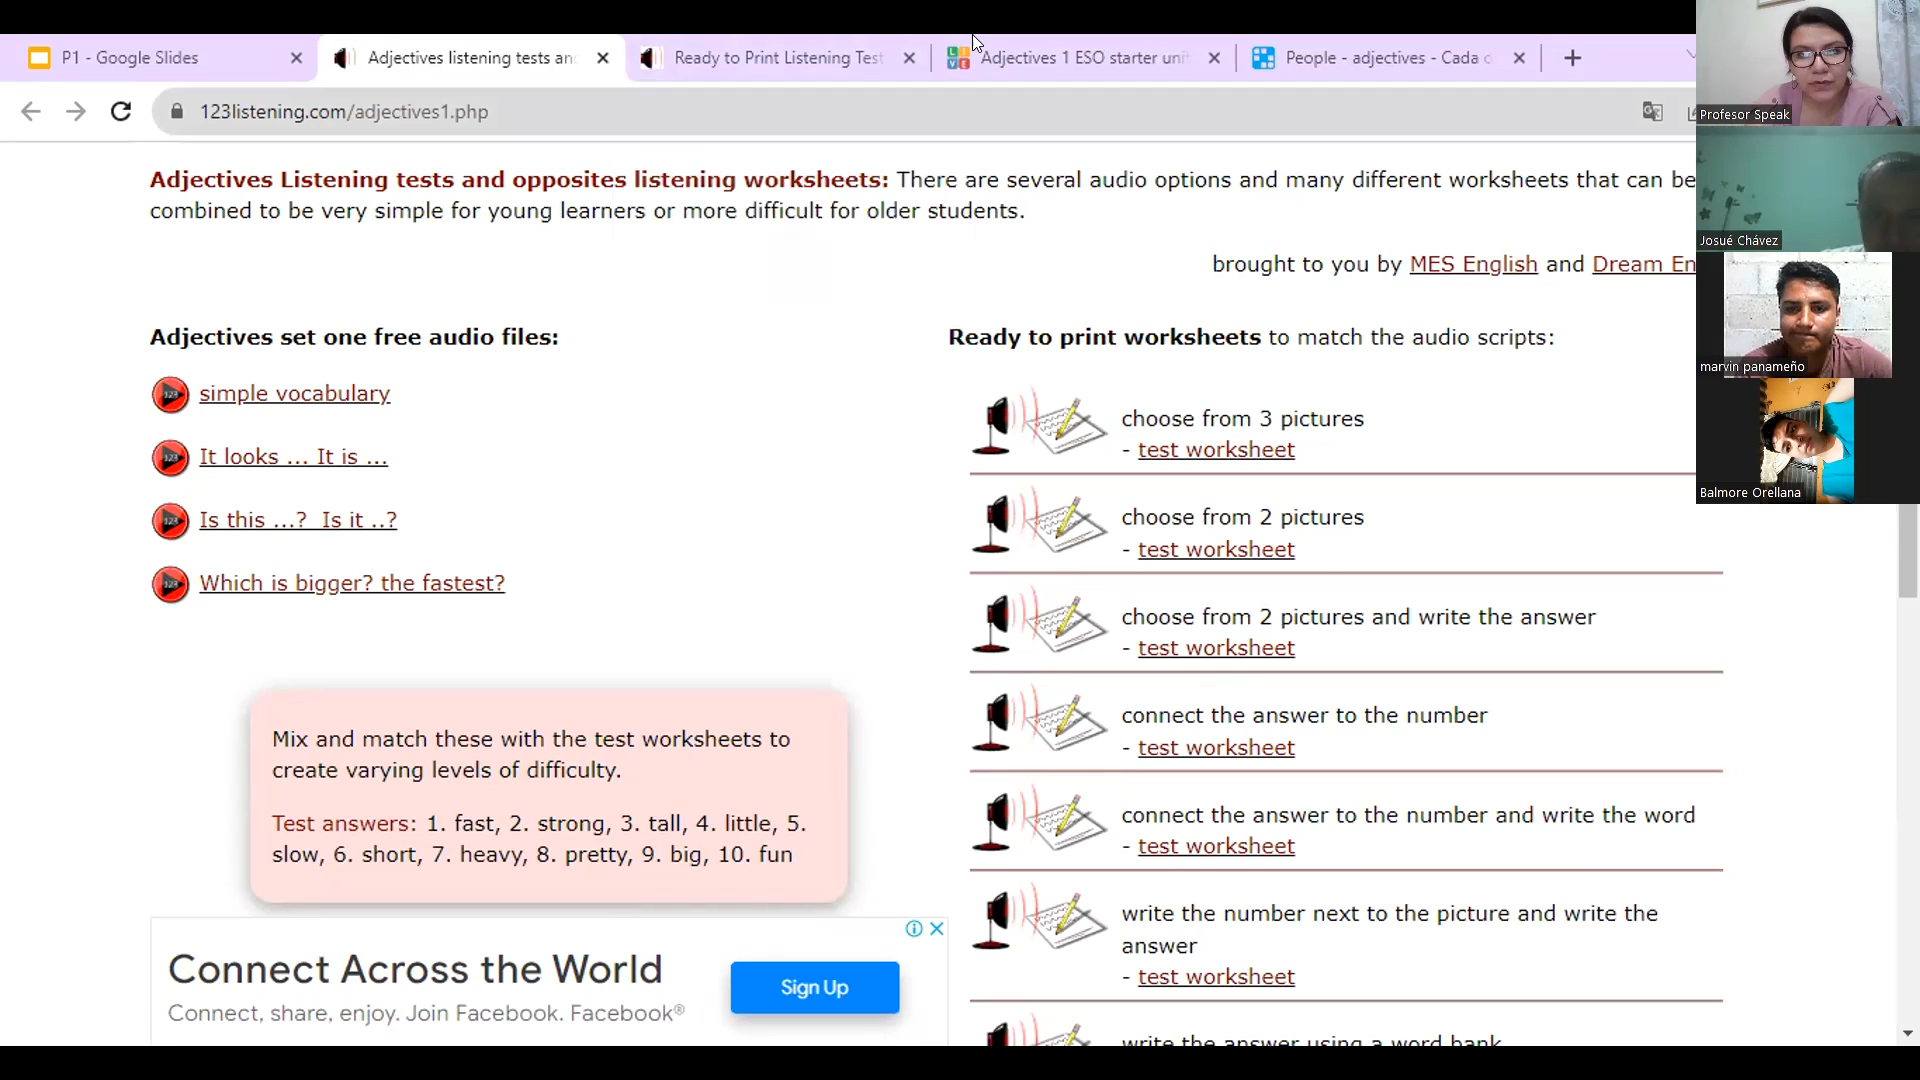 P1 - Google Slides
Adjectives listening tests an
Ready to Print Listening Test
Adjectives 1 ESO starter unit
People - adjectives - Cada
123listening.com/adjectives1.php
Adjectives Listening tests and opposites listening worksheets: There are several audio options and many different worksheets that can be
combined to be very simple for young learners or more difficult for older students.
brought to you by MES English and Dream En
Adjectives set one free audio files:
simple vocabulary
It looks ... It is ...
Is this ...? Is it ..?
Which is bigger? the fastest?
Mix and match these with the test worksheets to
create varying levels of difficulty.
Test answers: 1. fast, 2. strong, 3. tall, 4. little, 5.
slow, 6. short, 7. heavy, 8. pretty, 9. big, 10. fun
Connect Across the World
Connect, share, enjoy. Join Facebook. Facebook®
Sign Up
Ready to print worksheets to match the audio scripts:
choose from 3 pictures
- test worksheet
choose from 2 pictures
- test worksheet
choose from 2 pictures and write the answer
- test worksheet
connect the answer to the number
- test worksheet
connect the answer to the number and write the word
- test worksheet
write the number next to the picture and write the
answer
- test worksheet
write the answer using a word bank
Profesor Speak
Josué Chávez
marvin panameño
Balmore Orellana